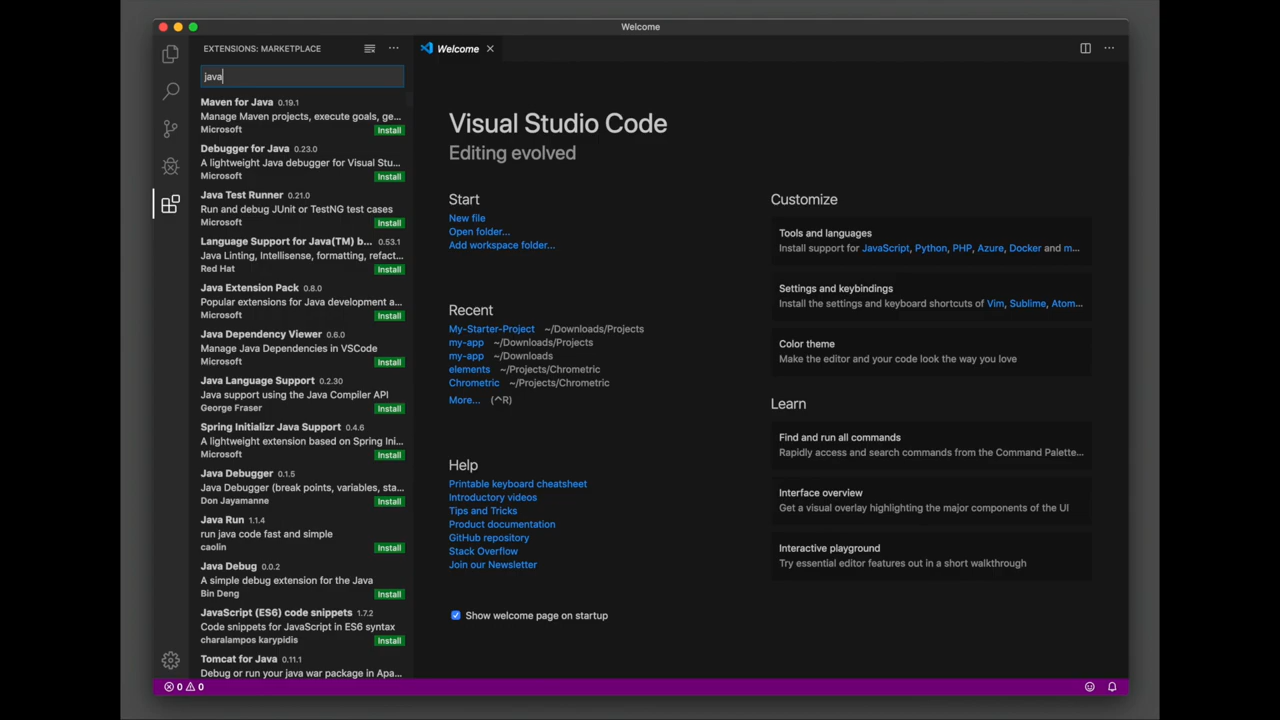 Welcome
EXTENSIONS: MARKETPLACE
java
Maven for Java 0.19.1
Manage Maven projects, execute goals, ge...
Microsoft
Install
Debugger for Java 0.23.0
A lightweight Java debugger for Visual Stu...
Microsoft
Install
Java Test Runner 0.21.0
Run and debug JUnit or TestNG test cases
Microsoft
Install
Language Support for Java(TM) b... 0.53.1
Java Linting, Intellisense, formatting, refact...
Red Hat
Install
Java Extension Pack 0.8.0
Popular extensions for Java development a...
Microsoft
Install
Java Dependency Viewer 0.6.0
Manage Java Dependencies in VSCode
Microsoft
Install
Java Language Support 0.2.30
Java support using the Java Compiler API
George Fraser
Install
Spring Initializr Java Support 0.4.6
A lightweight extension based on Spring Ini...
Microsoft
Install
Java Debugger 0.1.5
Java Debugger (break points, variables, sta...
Don Jayamanne
Install
Java Run 1.1.4
run java code fast and simple
caolin
Install
Java Debug 0.0.2
A simple debug extension for the Java
Bin Deng
Install
JavaScript (ES6) code snippets 1.7.2
Code snippets for JavaScript in ES6 syntax
charalampos karypidis
Install
Tomcat for Java 0.11.1
Debug or run your java war package in Apa...
Welcome
Visual Studio Code
Editing evolved
Start
New file
Open folder...
Add workspace folder...
Recent
My-Starter-Project ~/Downloads/Projects
my-app ~/Downloads/Projects
my-app ~/Downloads
elements ~/Projects/Chrometric
Chrometric ~/Projects/Chrometric
More... (^R)
Help
Printable keyboard cheatsheet
Introductory videos
Tips and Tricks
Product documentation
GitHub repository
Stack Overflow
Join our Newsletter
Show welcome page on startup
Customize
Tools and languages
Install support for JavaScript, Python, PHP, Azure, Docker and m...
Settings and keybindings
Install the settings and keyboard shortcuts of Vim, Sublime, Atom...
Color theme
Make the editor and your code look the way you love
Learn
Find and run all commands
Rapidly access and search commands from the Command Palette...
Interface overview
Get a visual overlay highlighting the major components of the UI
Interactive playground
Try essential editor features out in a short walkthrough
0 0